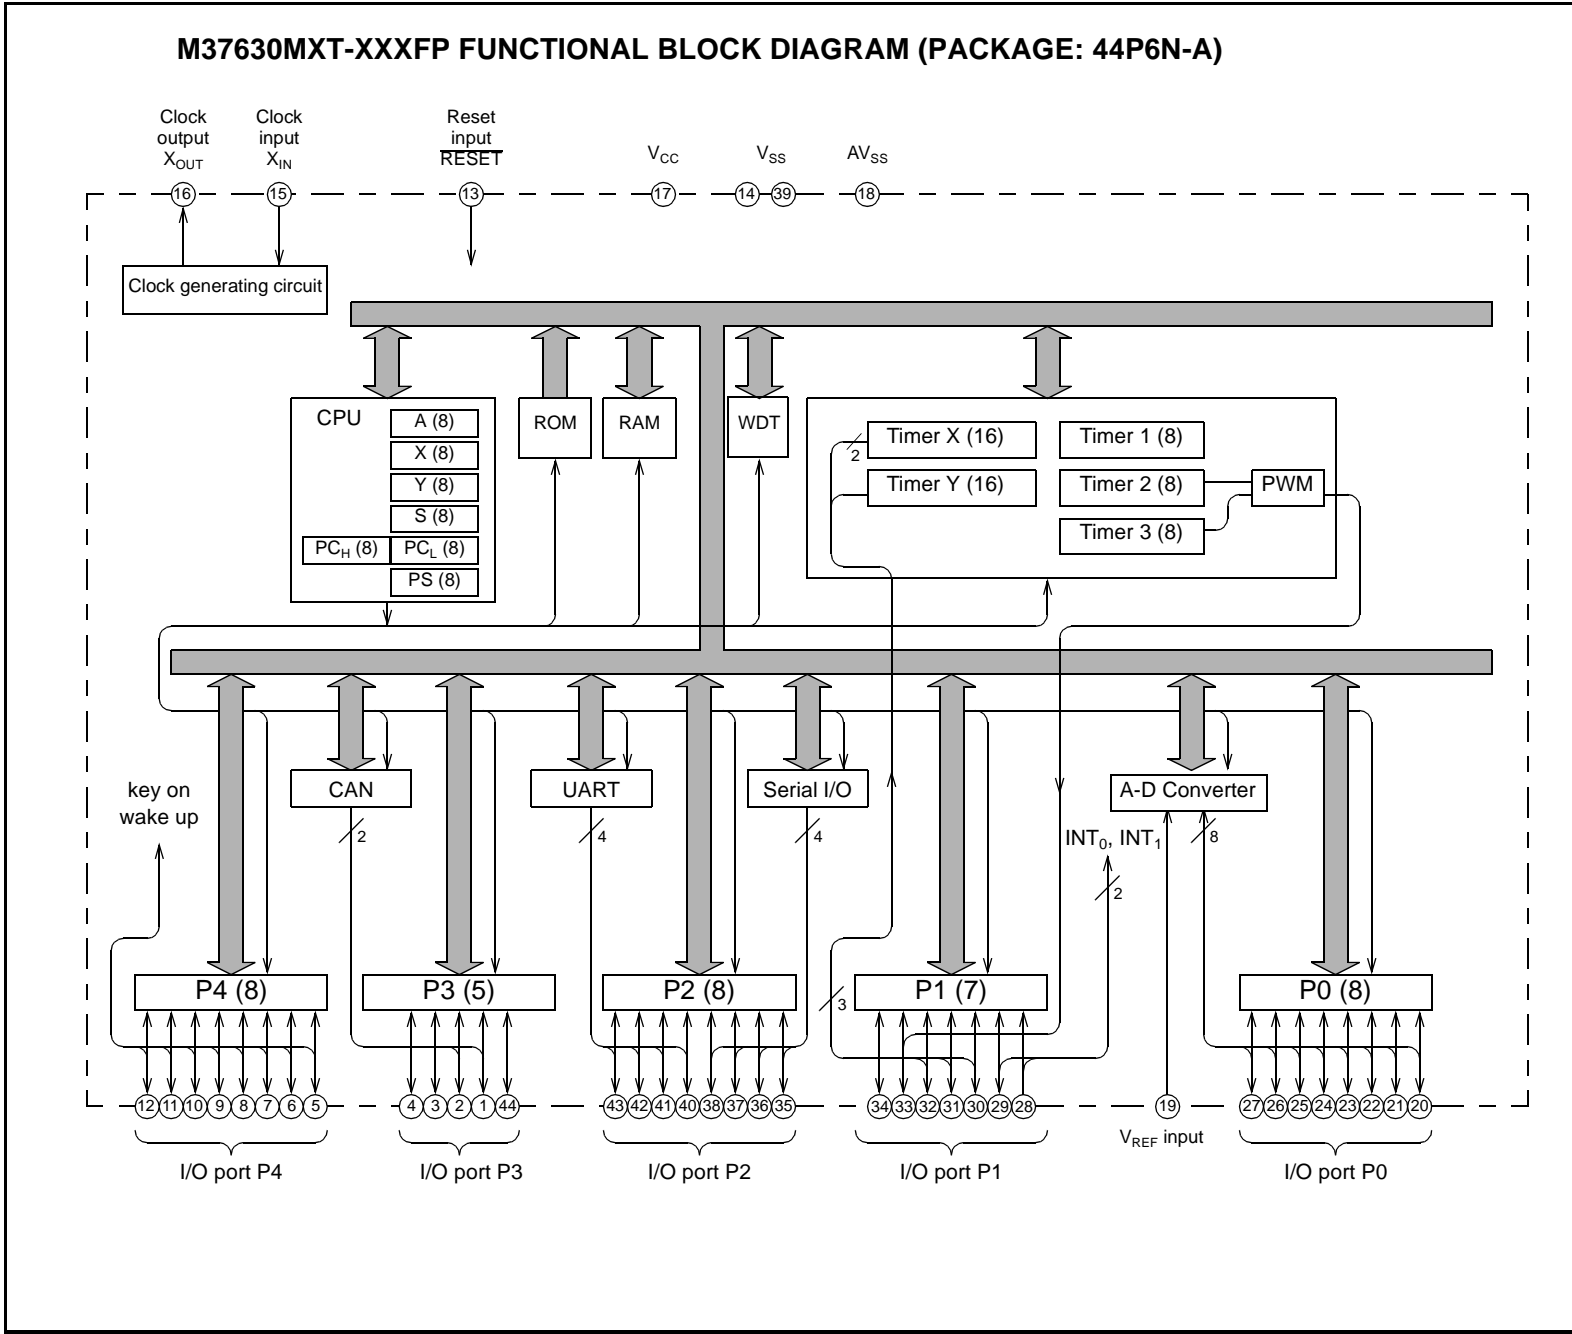 M37630MXT-XXXFP FUNCTIONAL BLOCK DIAGRAM (PACKAGE: 44P6N-A)
Clock output XOUT
Clock input XIN
Reset input RESET
VCC
VSS
AVSS
16
15
13
17
14
39
18
Clock generating circuit
CPU
A (8)
X (8)
Y (8)
S (8)
PCH (8)
PCL (8)
PS (8)
ROM
RAM
WDT
Timer X (16)
Timer Y (16)
2
Timer 1 (8)
Timer 2 (8)
Timer 3 (8)
PWM
key on
wake up
CAN
2
UART
4
Serial I/O
4
INT0, INT1
2
A-D Converter
8
3
P4 (8)
P3 (5)
P2 (8)
P1 (7)
P0 (8)
12 11 10 9 8 7 6 5
4 3 2 1 44
43 42 41 40 38 37 36 35
34 33 32 31 30 29 28
19
27 26 25 24 23 22 21 20
I/O port P4
I/O port P3
I/O port P2
I/O port P1
VREF input
I/O port P0